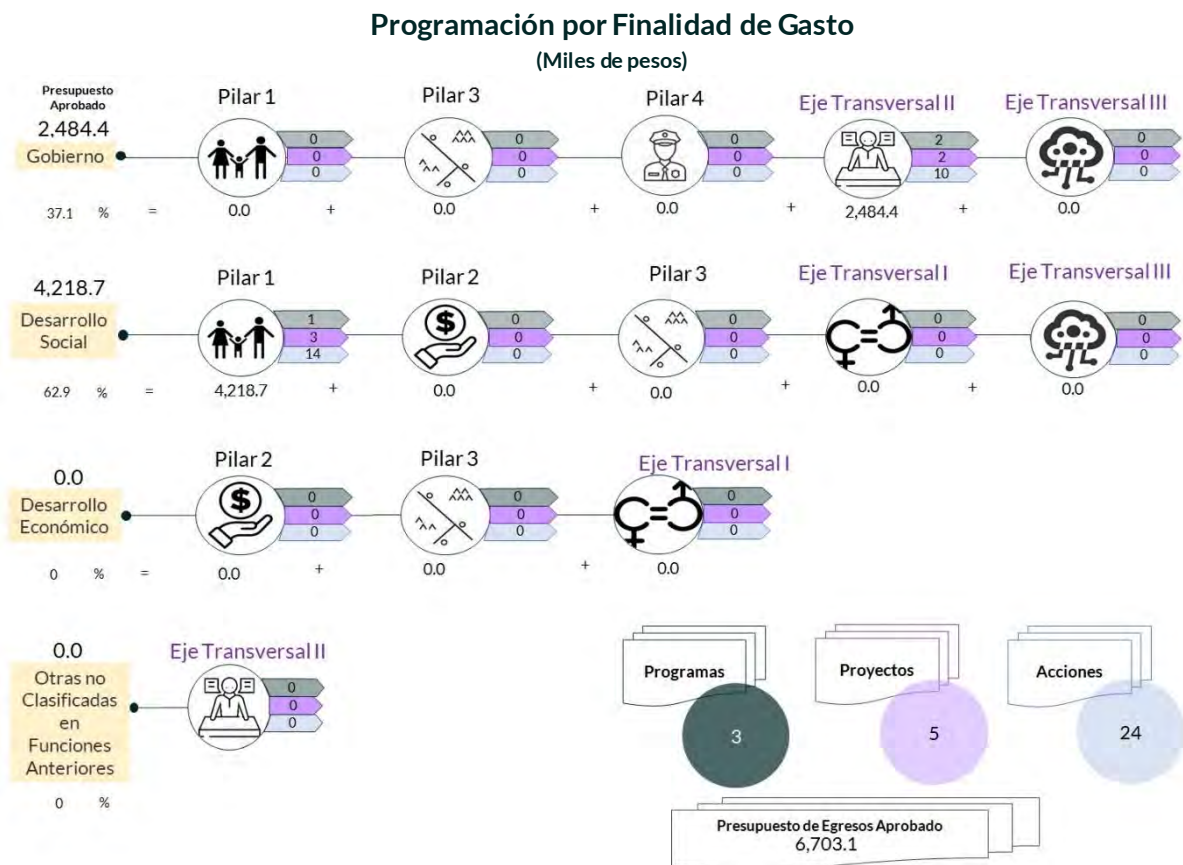 Programación por Finalidad de Gasto
(Miles de pesos)
Presupuesto
Aprobado
2,484.4
Gobierno
Pilar 1
0
0
0
Pilar 3
0
0
0
Pilar 4
0
0
0
Eje Transversal II
2
2
10
Eje Transversal III
0
0
0
37.1 % = 0.0 + 0.0 + 0.0 + 2,484.4 + 0.0
4,218.7
Desarrollo
Social
Pilar 1
1
3
14
Pilar 2
0
0
0
Pilar 3
0
0
0
Eje Transversal I
0
0
0
Eje Transversal III
0
0
0
62.9 % = 4,218.7 + 0.0 + 0.0 + 0.0 + 0.0
0.0
Desarrollo
Económico
Pilar 2
0
0
0
Pilar 3
0
0
0
Eje Transversal I
0
0
0
0 % = 0.0 + 0.0 + 0.0
0.0
Otras no
Clasificadas
en
Funciones
Anteriores
Eje Transversal II
0
0
0
0 %
Programas
3
Proyectos
5
Acciones
24
Presupuesto de Egresos Aprobado
6,703.1